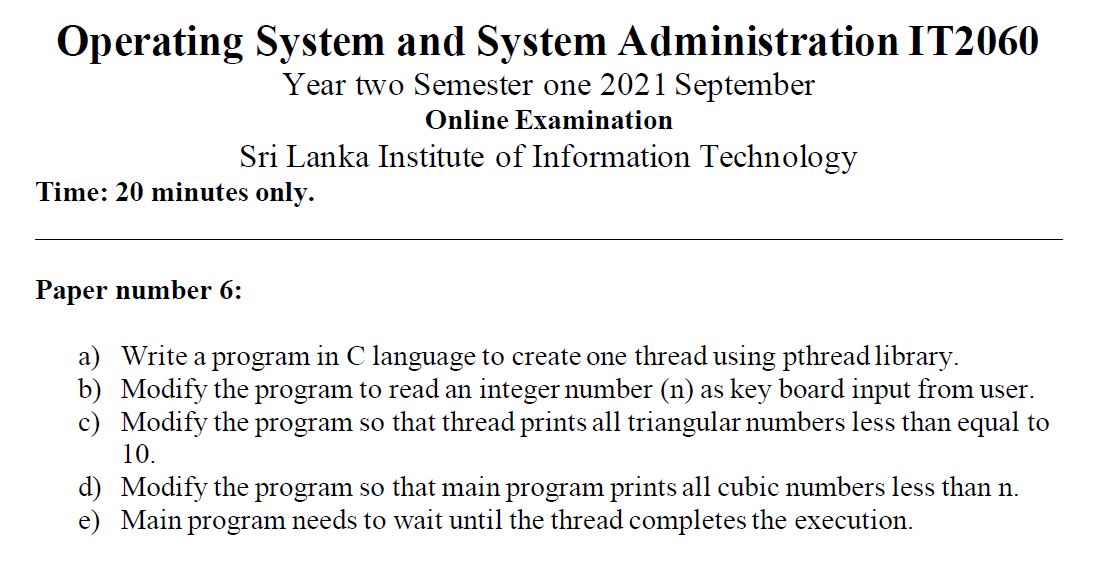 Operating System and System Administration IT2060
Year two Semester one 2021 September
Online Examination
Sri Lanka Institute of Information Technology
Time: 20 minutes only.
Paper number 6:
a) Write a program in C language to create one thread using pthread library.
b) Modify the program to read an integer number (n) as key board input from user.
c) Modify the program so that thread prints all triangular numbers less than equal to
10.
d) Modify the program so that main program prints all cubic numbers less than n.
e) Main program needs to wait until the thread completes the execution.